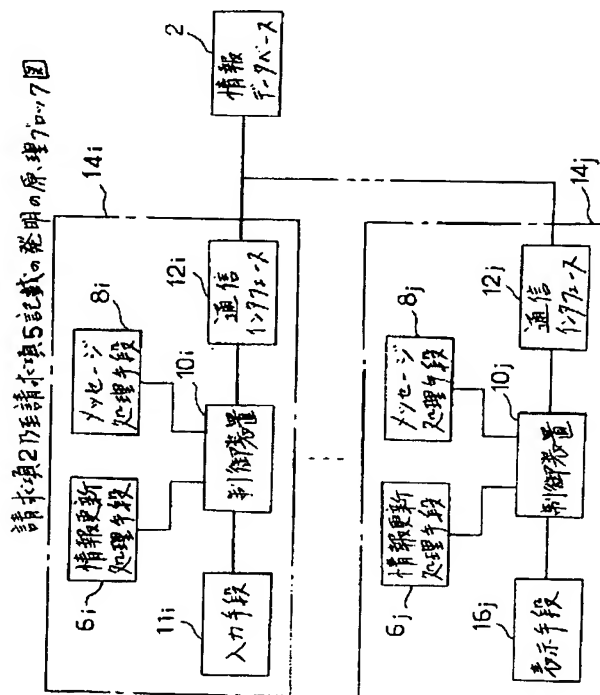 請求項2乃至請求項5記載の発明の原理ブロック図
14i
情報更新
処理手段
6i
メッセージ
処理手段
8i
入力手段
11i
制御装置
10i
通信
インタフェース
12i
情報
データベース
2
14j
情報更新
処理手段
6j
メッセージ
処理手段
8j
表示手段
16j
制御装置
10j
通信
インタフェース
12j